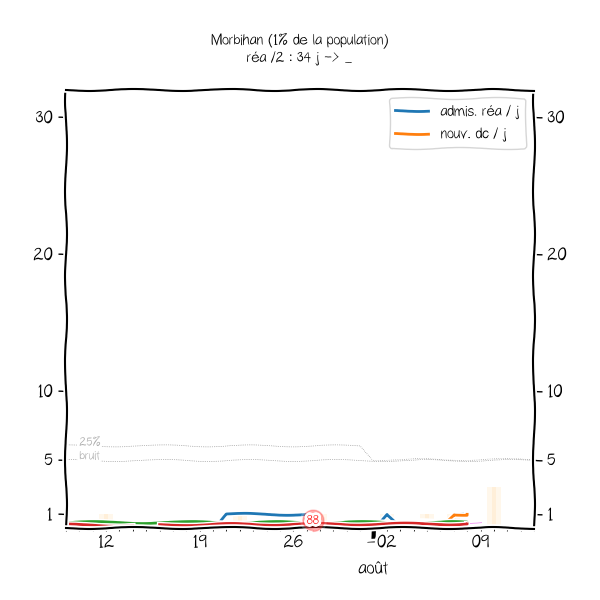 Morbihan (1% de la population)
réa /2 : 34 j -> _
admis. réa / j
nouv. dc / j
30
30
20
20
10
10
25%
bruit
5
5
88
1
1
12
19
26
02
09
août